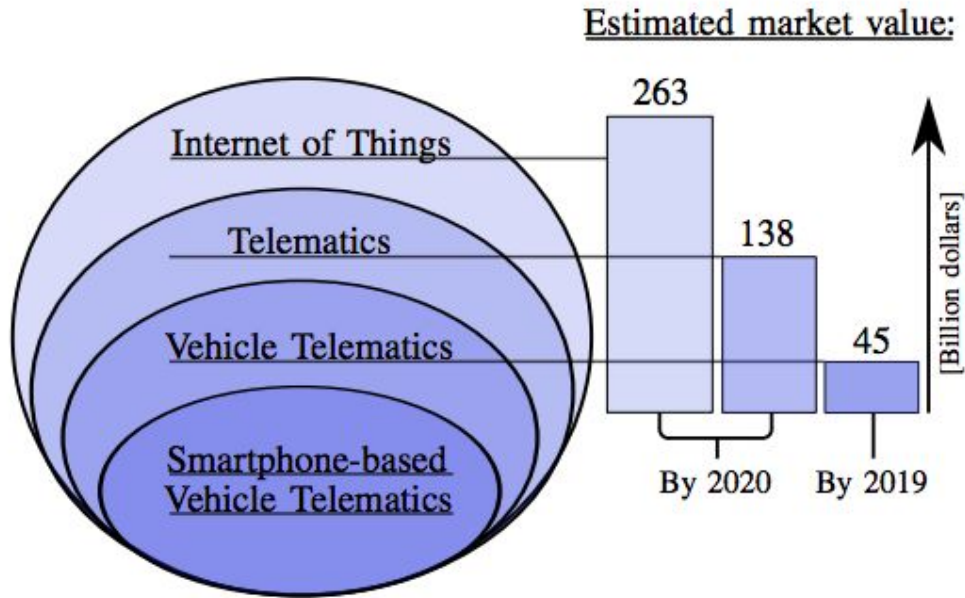 Estimated market value:
263
Internet of Things
138
Telematics
45
Vehicle Telematics
[Billion dollars]
Smartphone-based
Vehicle Telematics
By 2020
By 2019